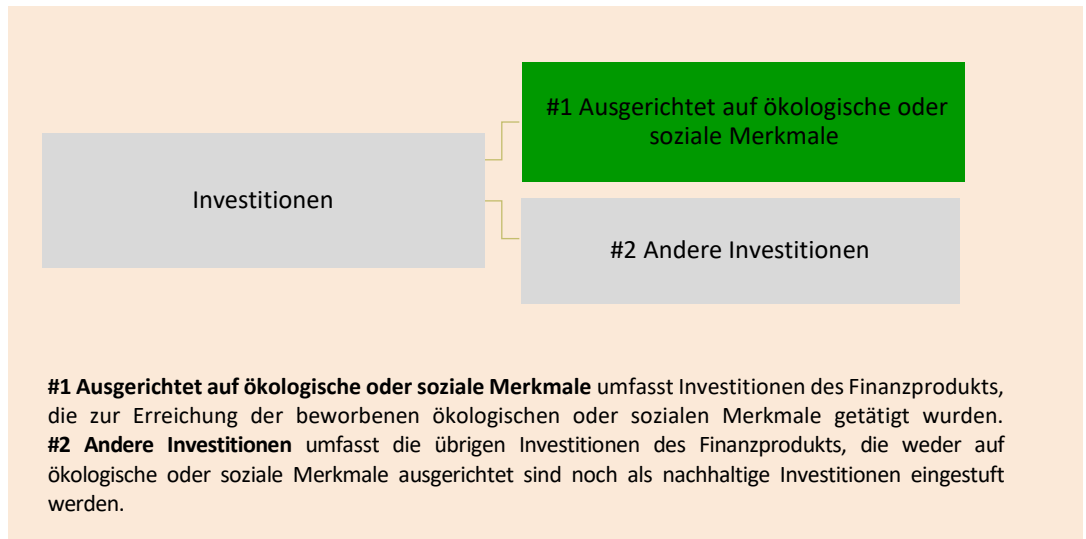 #1 Ausgerichtet auf ökologische oder
soziale Merkmale
Investitionen
#2 Andere Investitionen
#1 Ausgerichtet auf ökologische oder soziale Merkmale umfasst Investitionen des Finanzprodukts,
die zur Erreichung der beworbenen ökologischen oder sozialen Merkmale getätigt wurden.
#2 Andere Investitionen umfasst die übrigen Investitionen des Finanzprodukts, die weder auf
ökologische oder soziale Merkmale ausgerichtet sind noch als nachhaltige Investitionen eingestuft
werden.